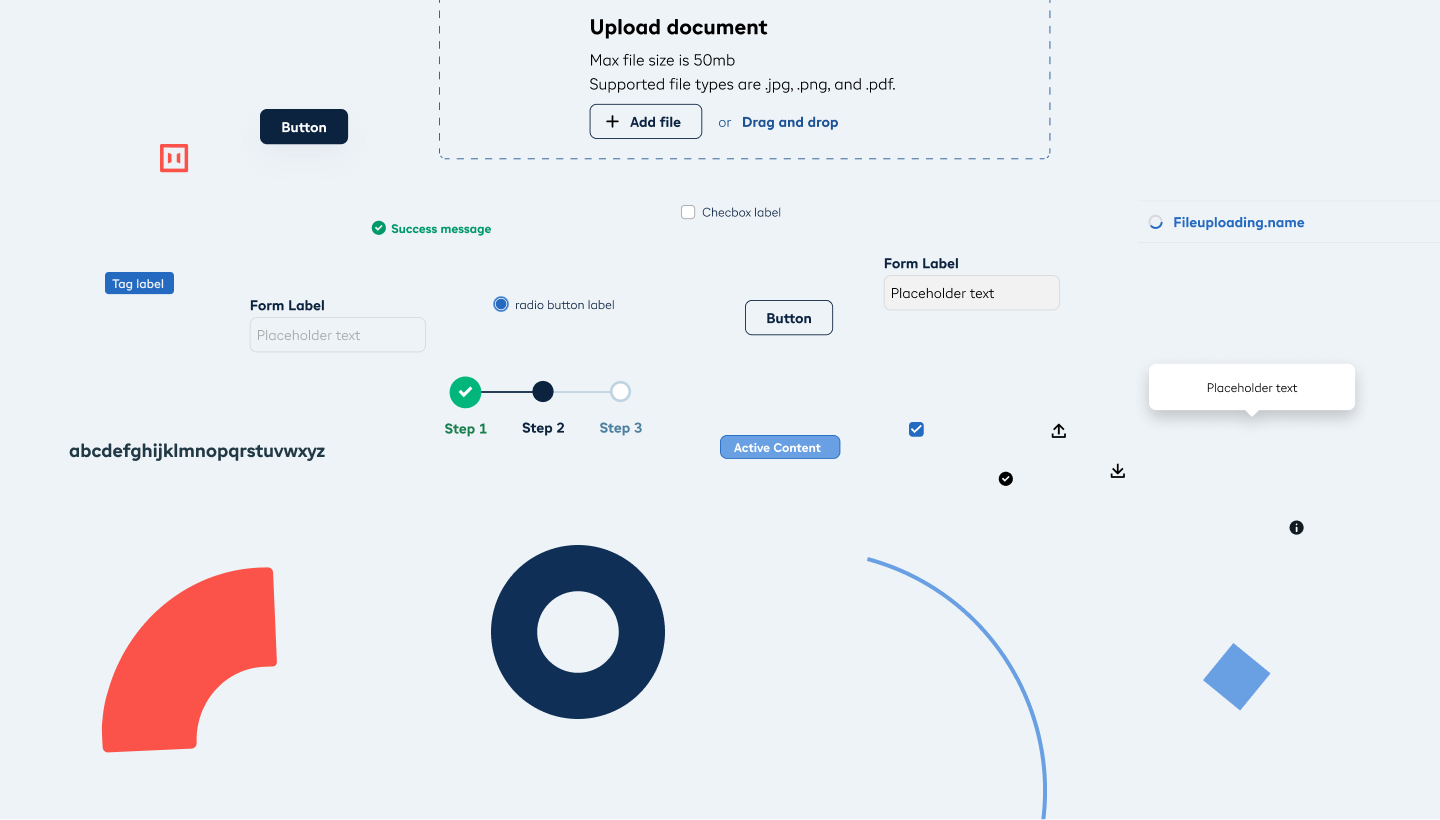 Upload document
Max file size is 50mb
Supported file types are .jpg, .png, and .pdf.
Add file or Drag and drop
Button
Checbox label
Success message
Fileuploading.name
Form Label
Placeholder text
Tag label
Form Label
Placeholder text
radio button label
Button
Placeholder text
Step 1 Step 2 Step 3
Active Content
abcdefghijklmnopqrstuvwxyz